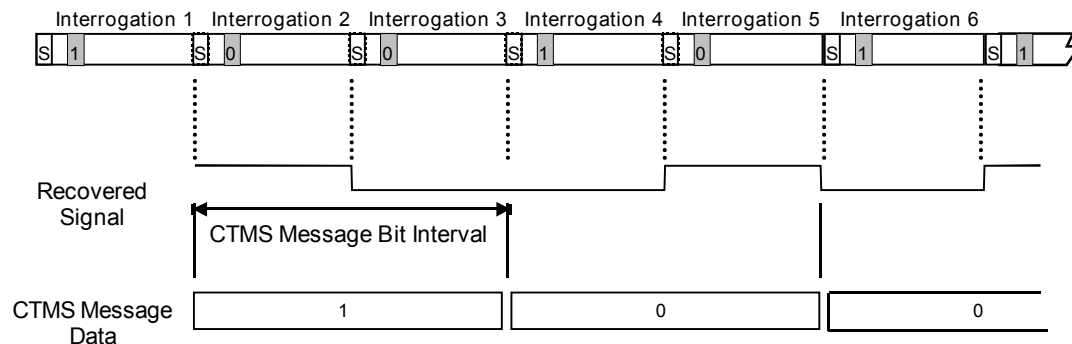 Interrogation 1 Interrogation 2 Interrogation 3 Interrogation 4 Interrogation 5 Interrogation 6
S 1 S 0 S 0 S 1 S 0 S 1 S 1
Recovered
Signal
CTMS Message Bit Interval
CTMS Message
Data
1 0 0